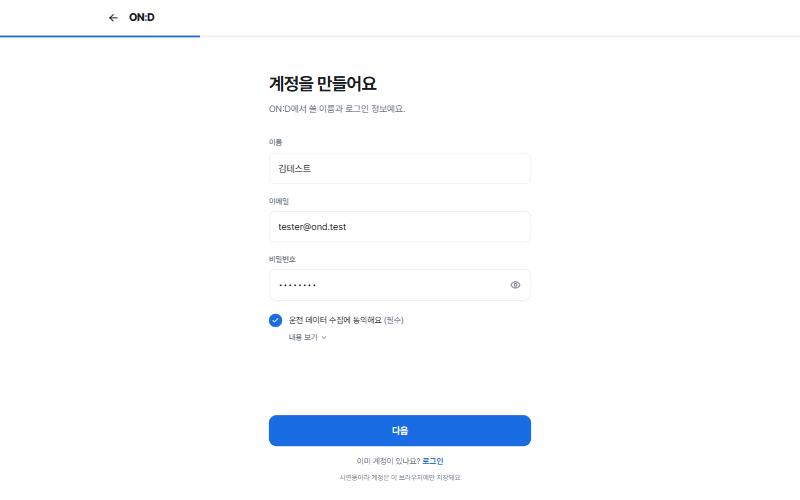 ON:D
계정을 만들어요
ON:D에서 쓸 이름과 로그인 정보예요.
이름
김테스트
이메일
tester@ond.test
비밀번호
••••••••
운전 데이터 수집에 동의해요 (필수)
내용 보기
다음
이미 계정이 있나요? 로그인
시연용이라 계정은 이 브라우저에만 저장돼요.